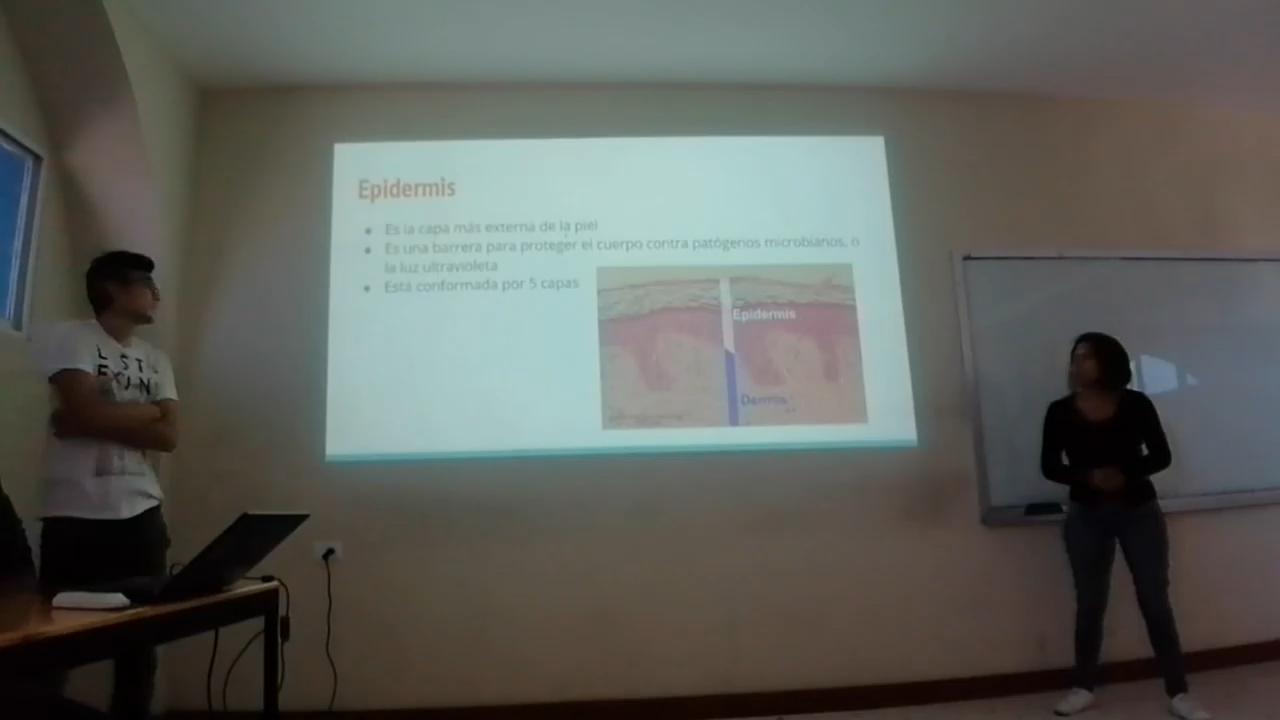 Epidermis
Es la capa más externa de la piel
Es una barrera para proteger el cuerpo contra patógenos microbianos, o
la luz ultravioleta
Está conformada por 5 capas
Epidermis
Dermis